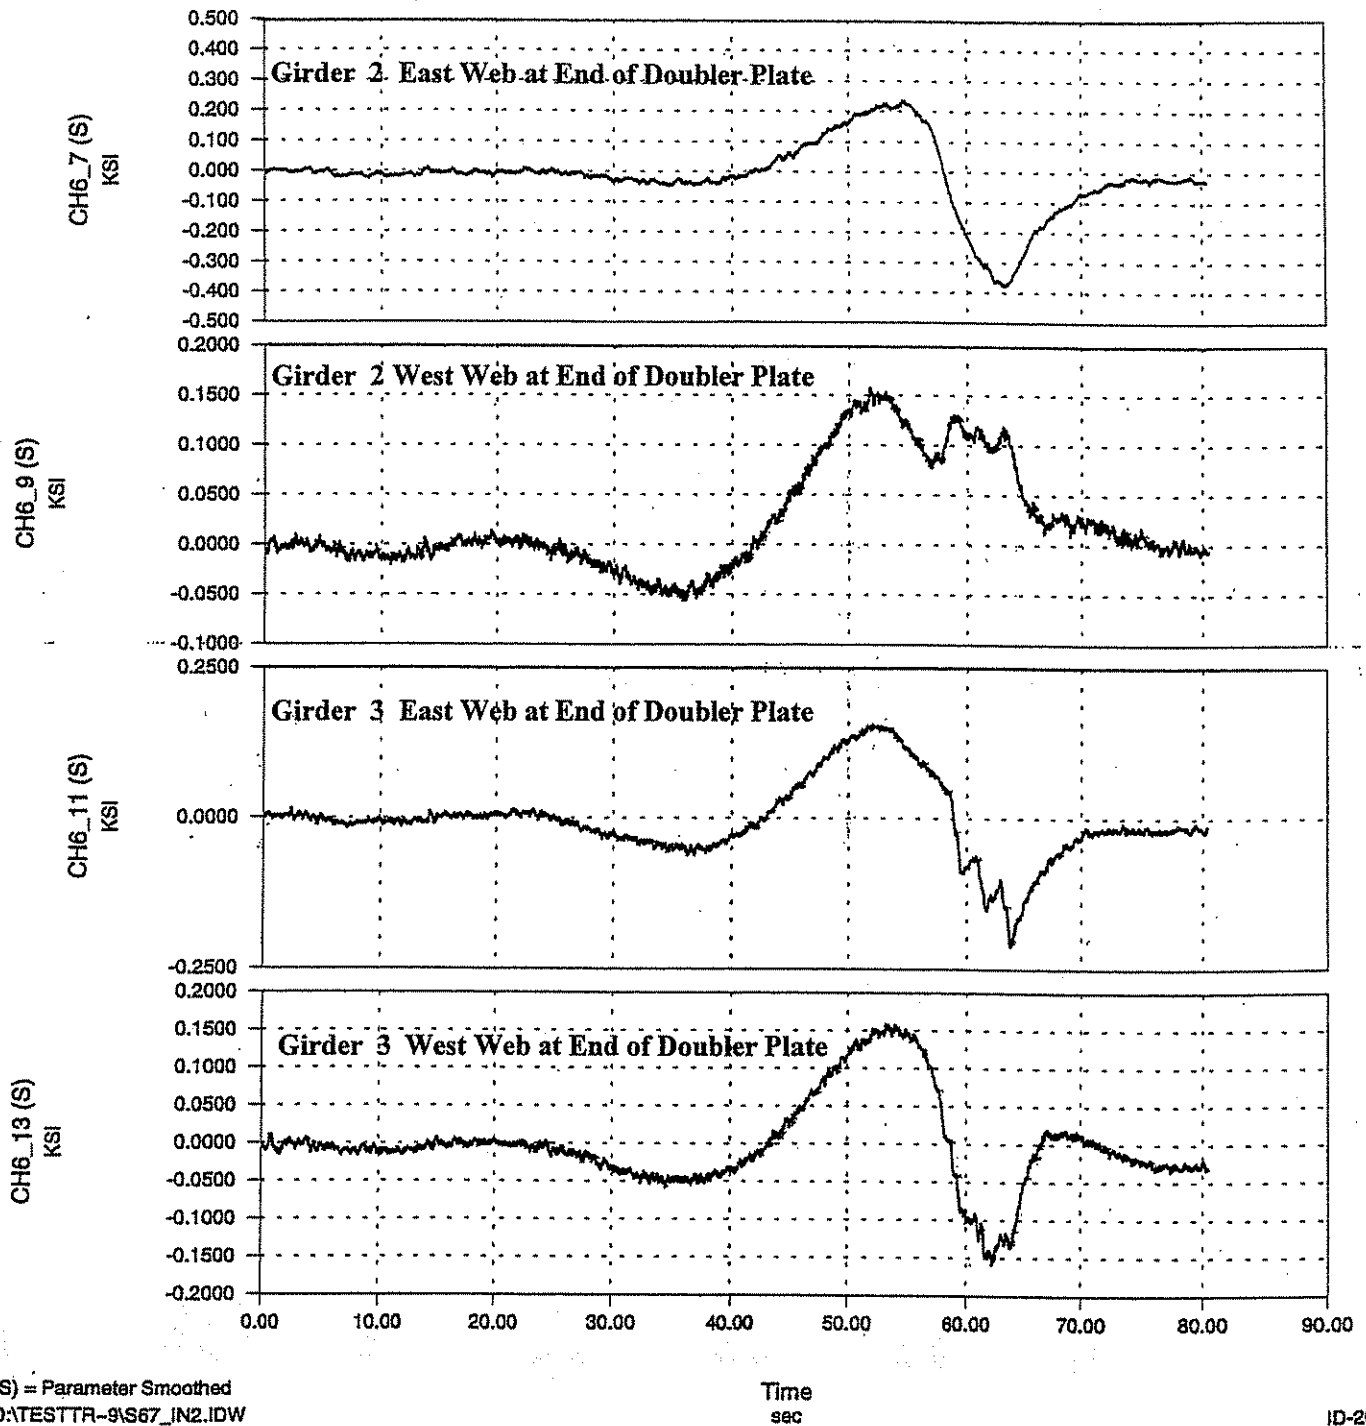 0.500
0.400
0.300
0.200
0.100
0.000
-0.100
-0.200
-0.300
-0.400
-0.500
CH6_7 (S)
KSI
Girder 2 East Web at End of Doubler Plate
0.2000
0.1500
0.1000
0.0500
0.0000
-0.0500
-0.1000
CH6_9 (S)
KSI
Girder 2 West Web at End of Doubler Plate
0.2500
0.0000
-0.2500
CH6_11 (S)
KSI
Girder 3 East Web at End of Doubler Plate
0.2000
0.1500
0.1000
0.0500
0.0000
-0.0500
-0.1000
-0.1500
-0.2000
CH6_13 (S)
KSI
Girder 3 West Web at End of Doubler Plate
0.00 10.00 20.00 30.00 40.00 50.00 60.00 70.00 80.00 90.00
Time
sec
S) = Parameter Smoothed
D:\TESTTR~9\S67_IN2.IDW
ID-2